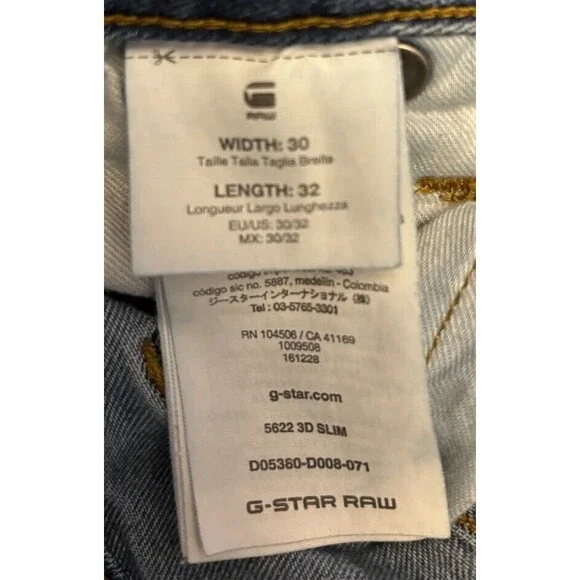 RAW
WIDTH: 30
Taille Talla Taglia Breite
LENGTH: 32
Longueur Largo Lunghezza
EU/US: 30/32
MX: 30/32
código sic no. 5887, medellin - Colombia
ジースターインターナショナル (株)
Tel : 03-5765-3301
RN 104506 / CA 41169
1009508
161228
g-star.com
5622 3D SLIM
D05360-D008-071
G-STAR RAW